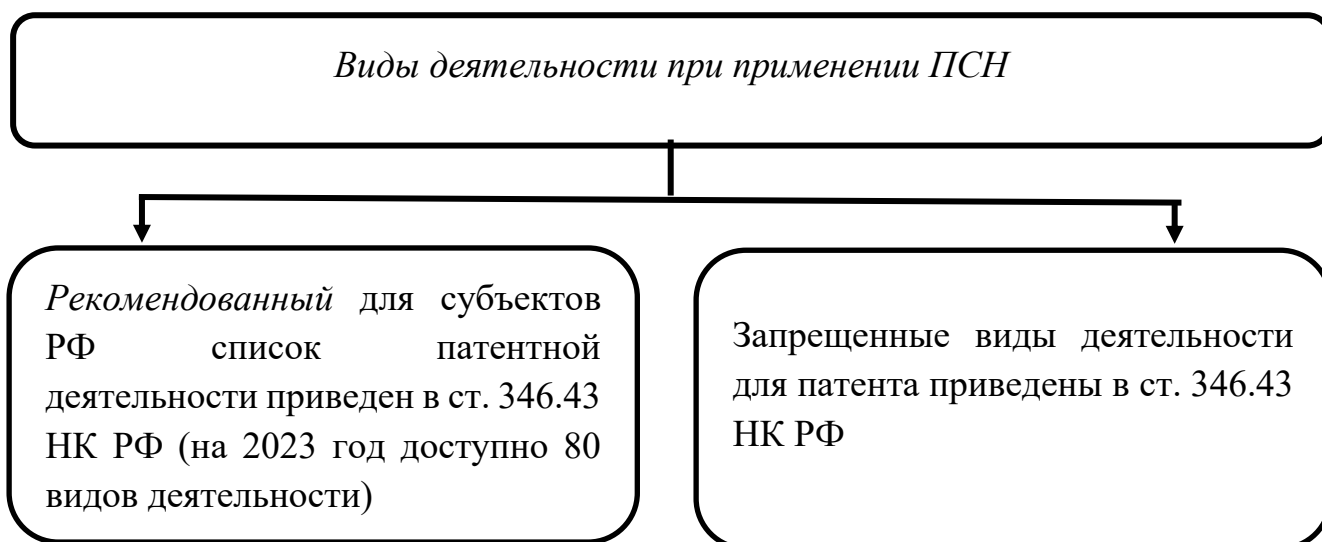 Виды деятельности при применении ПСН
Рекомендованный для субъектов
РФ список патентной
деятельности приведен в ст. 346.43
НК РФ (на 2023 год доступно 80
видов деятельности)
Запрещенные виды деятельности
для патента приведены в ст. 346.43
НК РФ